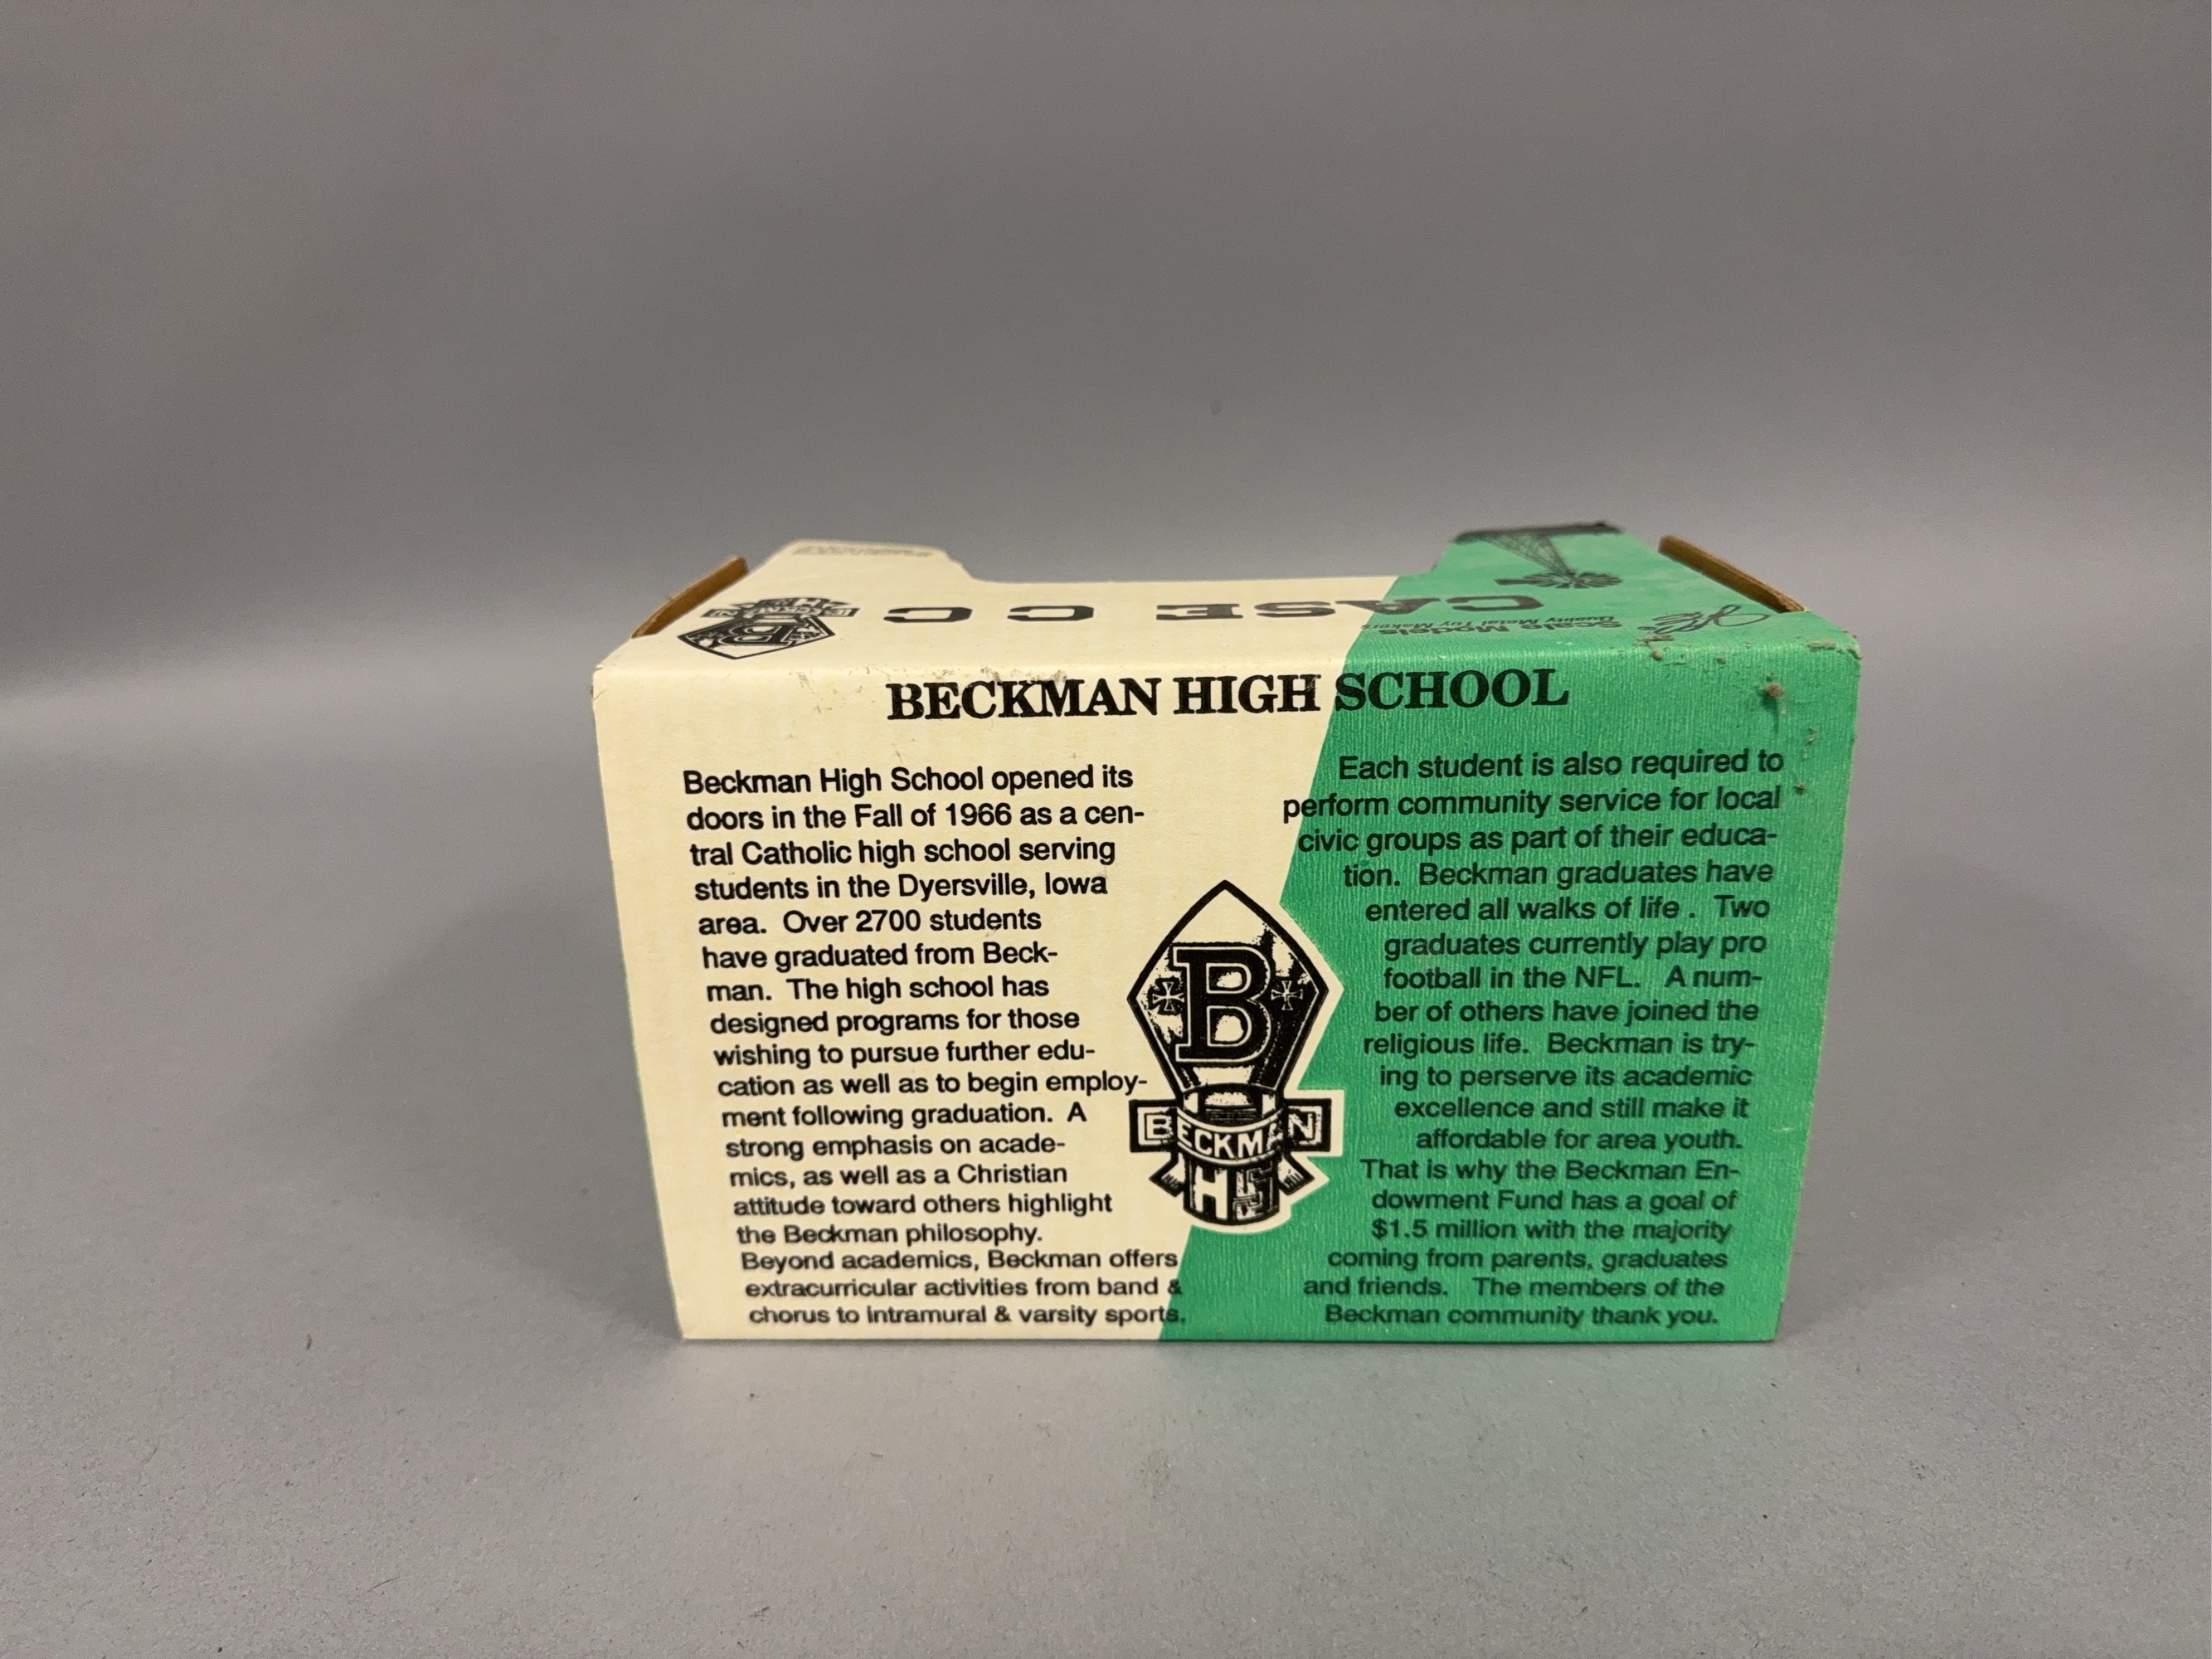 CASE CC
Scale Models
Quality Metal Toy Makers
BECKMAN HIGH SCHOOL
Beckman High School opened its
doors in the Fall of 1966 as a cen-
tral Catholic high school serving
students in the Dyersville, Iowa
area. Over 2700 students
have graduated from Beck-
man. The high school has
designed programs for those
wishing to pursue further edu-
cation as well as to begin employ-
ment following graduation. A
strong emphasis on acade-
mics, as well as a Christian
attitude toward others highlight
the Beckman philosophy.
Beyond academics, Beckman offers
extracurricular activities from band &
chorus to intramural & varsity sports.
B
BECKMAN
HS
Each student is also required to
perform community service for local
civic groups as part of their educa-
tion. Beckman graduates have
entered all walks of life . Two
graduates currently play pro
football in the NFL. A num-
ber of others have joined the
religious life. Beckman is try-
ing to perserve its academic
excellence and still make it
affordable for area youth.
That is why the Beckman En-
dowment Fund has a goal of
$1.5 million with the majority
coming from parents, graduates
and friends. The members of the
Beckman community thank you.